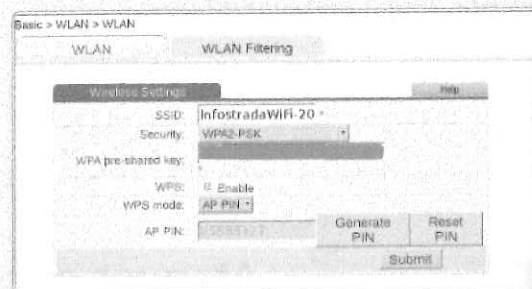 Basic > WLAN > WLAN
WLAN WLAN Filtering
Wireless Settings Help
SSID: InfostradaWiFi-20
Security: WPA2-PSK
WPA pre-shared key:
WPS: Enable
WPS mode: AP PIN
AP PIN: Generate PIN Reset PIN
Submit